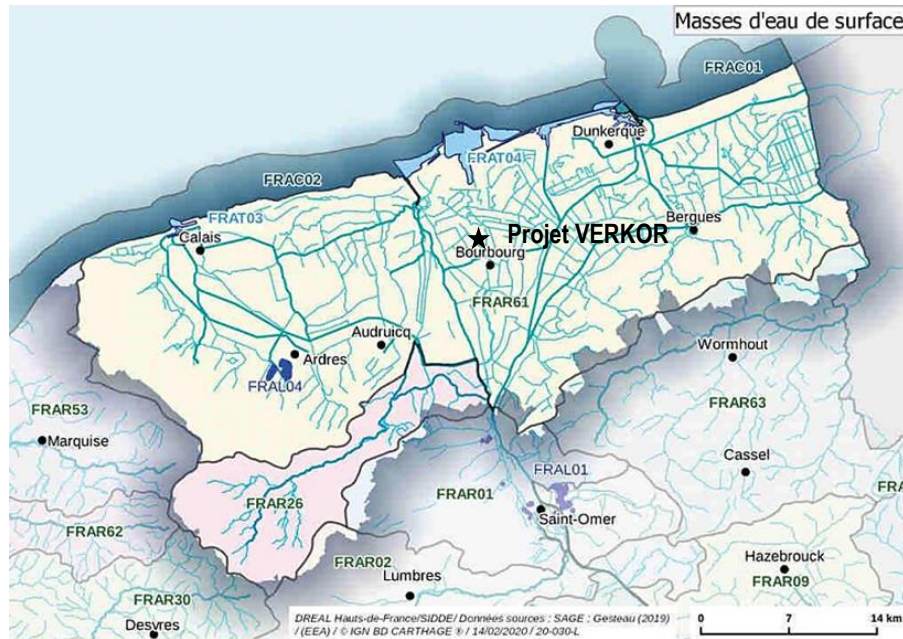 Masses d'eau de surface
FRAC01
Dunkerque
FRAT04
FRAC02
FRAT03
Calais
Bergues
Projet VERKOR
Bourbourg
FRAR61
Audruicq
Ardres
FRAL04
Wormhout
FRAR53
FRAR63
Marquise
Cassel
FRAL01
FRAR26
FRAR01
FRA
Saint-Omer
FRAR62
FRAR02
Hazebrouck
Lumbres
FRAR09
FRAR30
Desvres
DREAL Hauts-de-France/SIDDE/ Données sources : SAGE : Gesteau (2019)
/ (EEA) / © IGN BD CARTHAGE ® / 14/02/2020 / 20-030-L
0 7 14 km